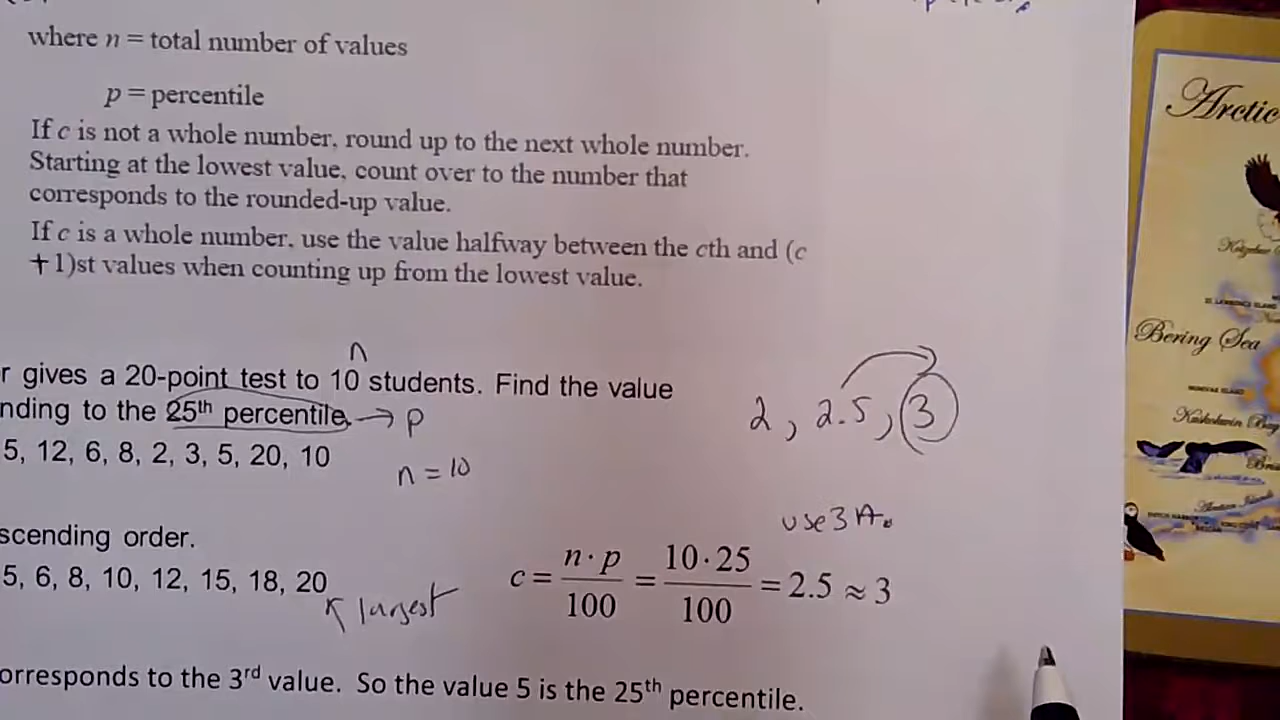 where n = total number of values
p = percentile
If c is not a whole number, round up to the next whole number.
Starting at the lowest value, count over to the number that
corresponds to the rounded-up value.
If c is a whole number, use the value halfway between the cth and (c
+1)st values when counting up from the lowest value.
n
r gives a 20-point test to 10 students. Find the value
nding to the 25th percentile. → p
5, 12, 6, 8, 2, 3, 5, 20, 10
n = 10
2, 2.5, 3
scending order.
use 3
5, 6, 8, 10, 12, 15, 18, 20
largest
c = n · p / 100 = 10 · 25 / 100 = 2.5 ≈ 3
orresponds to the 3rd value. So the value 5 is the 25th percentile.
Arctic
Bering Sea
Kuskokwim Bay